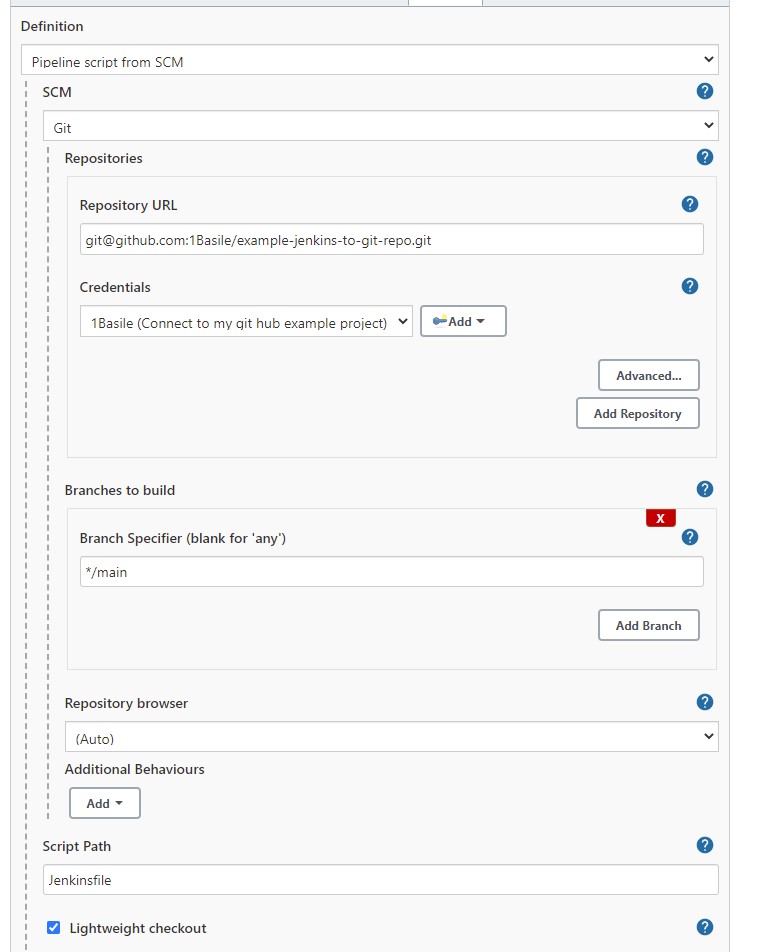 Definition
Pipeline script from SCM
SCM
?
Git
Repositories
?
Repository URL
?
git@github.com:1Basile/example-jenkins-to-git-repo.git
Credentials
?
1Basile (Connect to my git hub example project)
Add
Advanced...
Add Repository
Branches to build
?
X
Branch Specifier (blank for 'any')
?
*/main
Add Branch
Repository browser
?
(Auto)
Additional Behaviours
Add
Script Path
?
Jenkinsfile
Lightweight checkout
?